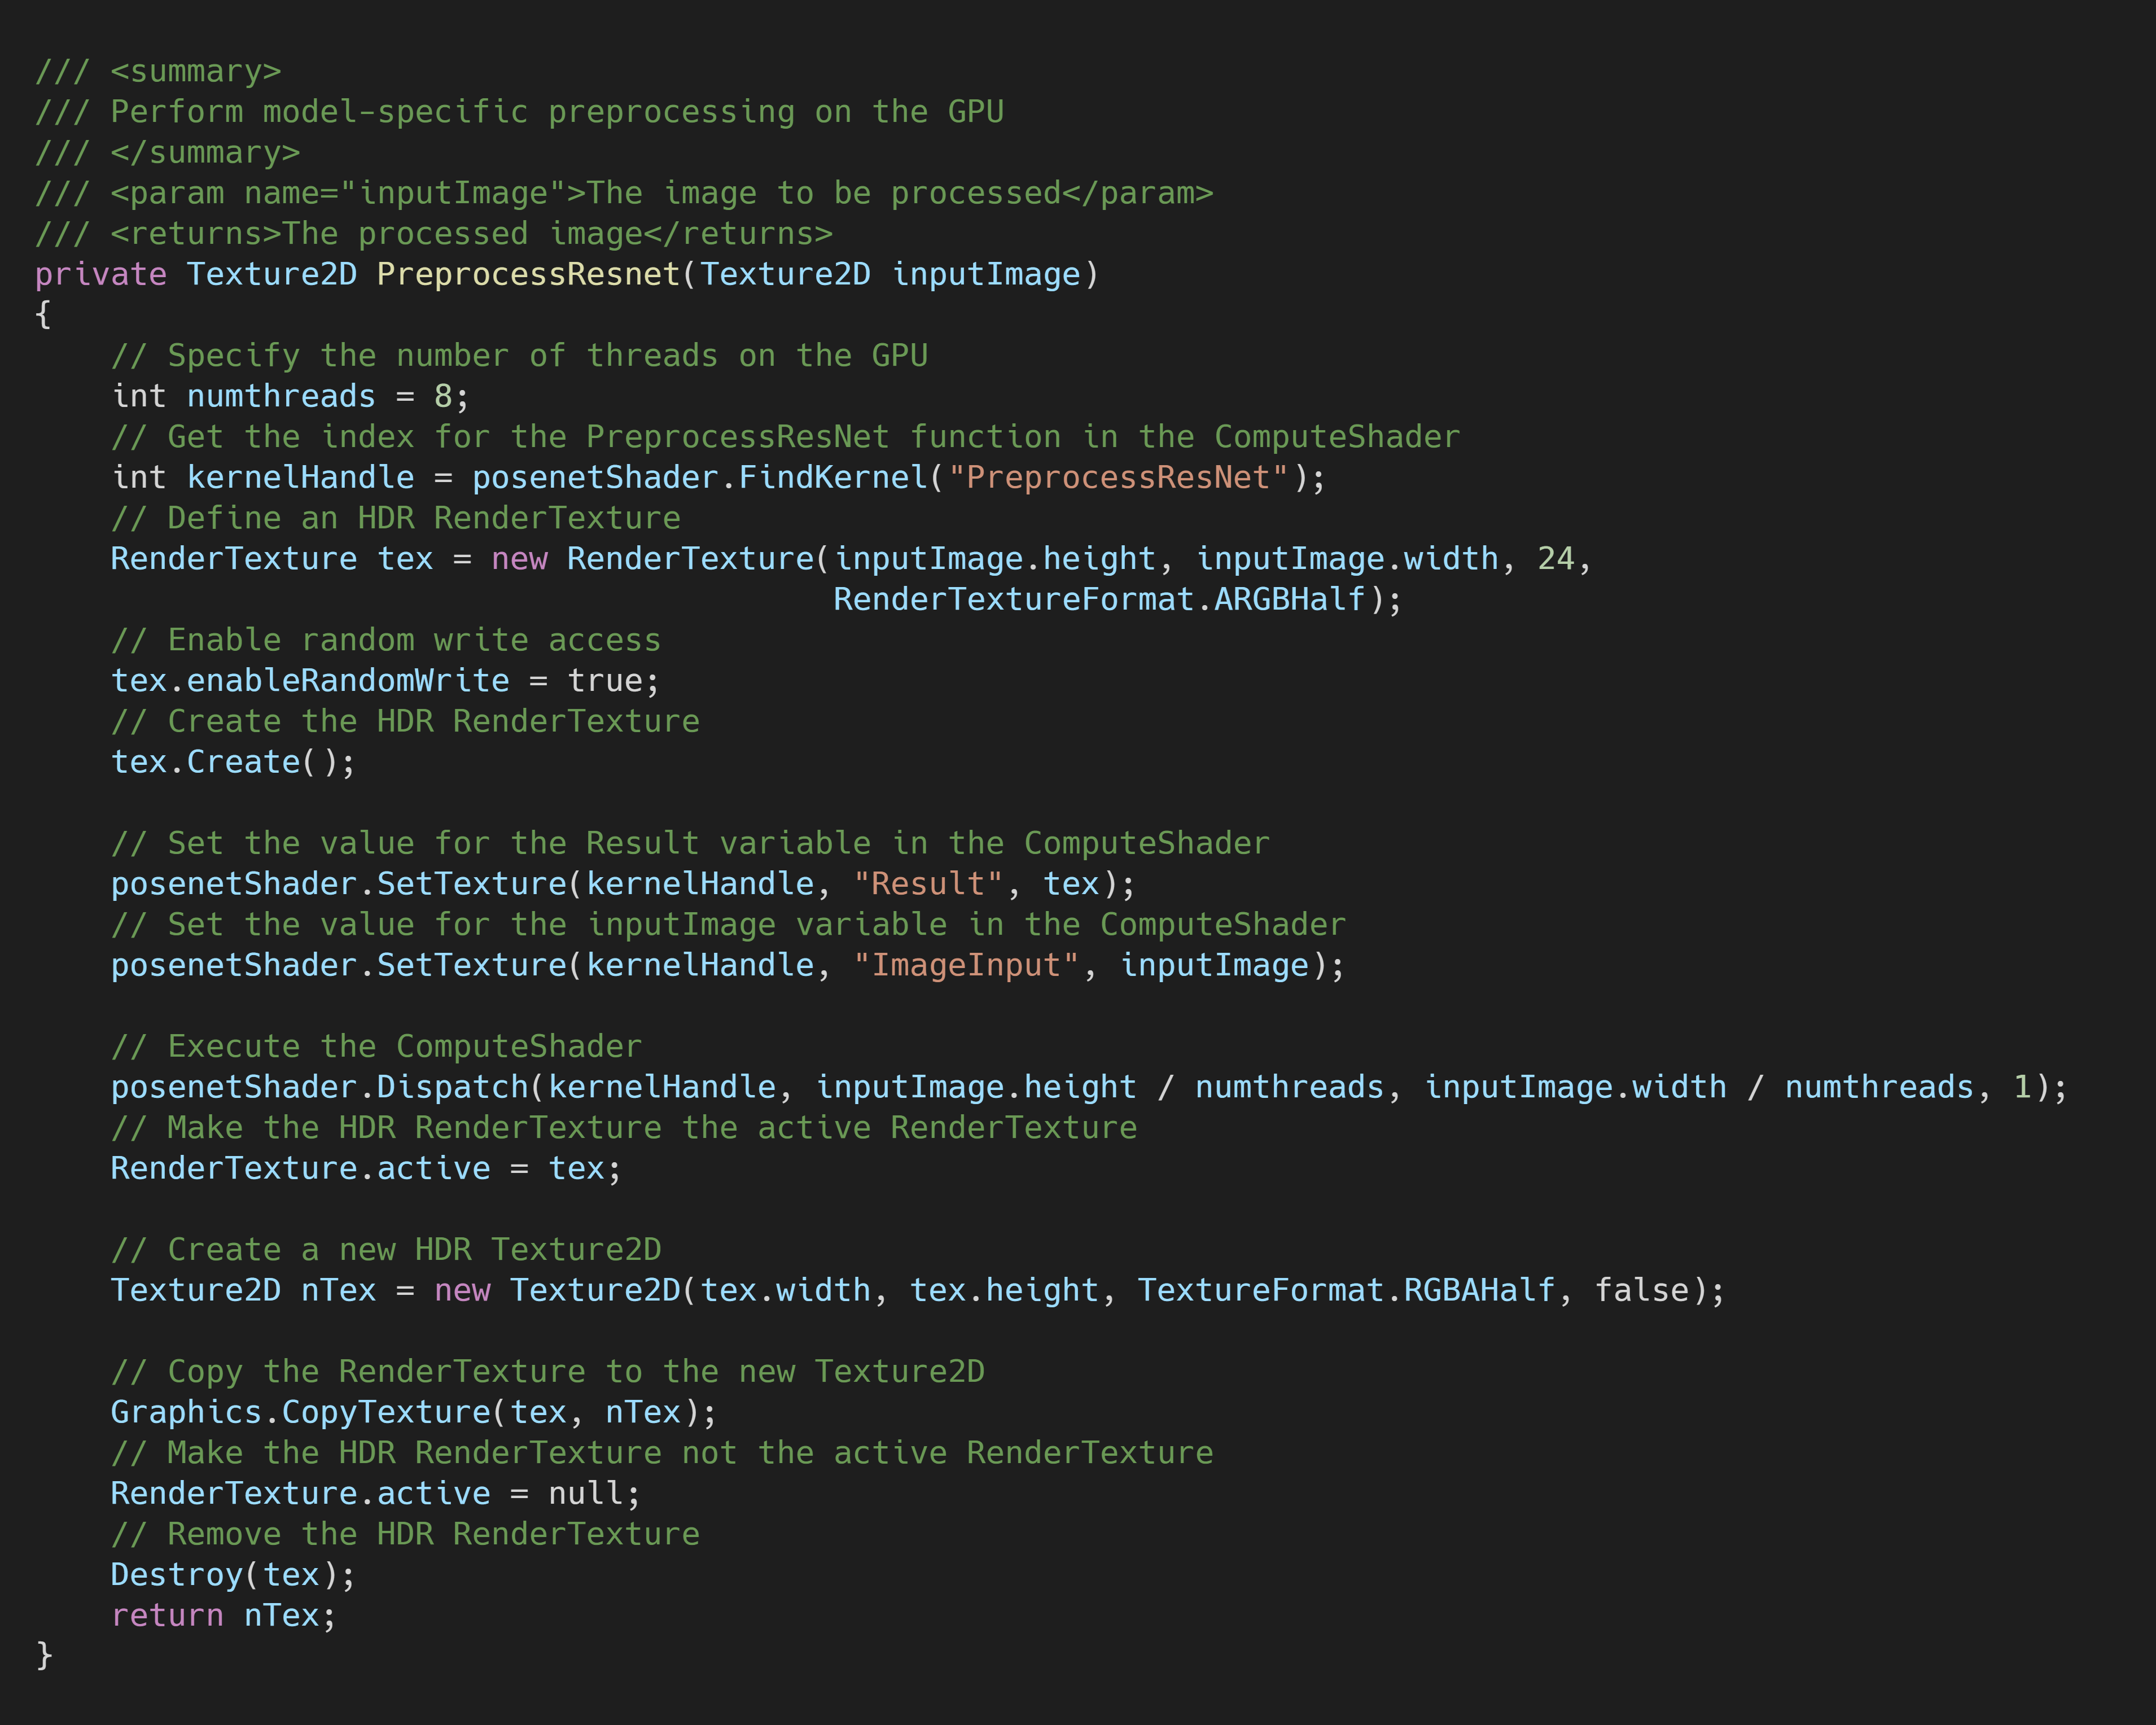 /// <summary>
/// Perform model-specific preprocessing on the GPU
/// </summary>
/// <param name="inputImage">The image to be processed</param>
/// <returns>The processed image</returns>
private Texture2D PreprocessResnet(Texture2D inputImage)
{
    // Specify the number of threads on the GPU
    int numthreads = 8;
    // Get the index for the PreprocessResNet function in the ComputeShader
    int kernelHandle = posenetShader.FindKernel("PreprocessResNet");
    // Define an HDR RenderTexture
    RenderTexture tex = new RenderTexture(inputImage.height, inputImage.width, 24,
                                          RenderTextureFormat.ARGBHalf);
    // Enable random write access
    tex.enableRandomWrite = true;
    // Create the HDR RenderTexture
    tex.Create();

    // Set the value for the Result variable in the ComputeShader
    posenetShader.SetTexture(kernelHandle, "Result", tex);
    // Set the value for the inputImage variable in the ComputeShader
    posenetShader.SetTexture(kernelHandle, "ImageInput", inputImage);

    // Execute the ComputeShader
    posenetShader.Dispatch(kernelHandle, inputImage.height / numthreads, inputImage.width / numthreads, 1);
    // Make the HDR RenderTexture the active RenderTexture
    RenderTexture.active = tex;

    // Create a new HDR Texture2D
    Texture2D nTex = new Texture2D(tex.width, tex.height, TextureFormat.RGBAHalf, false);

    // Copy the RenderTexture to the new Texture2D
    Graphics.CopyTexture(tex, nTex);
    // Make the HDR RenderTexture not the active RenderTexture
    RenderTexture.active = null;
    // Remove the HDR RenderTexture
    Destroy(tex);
    return nTex;
}